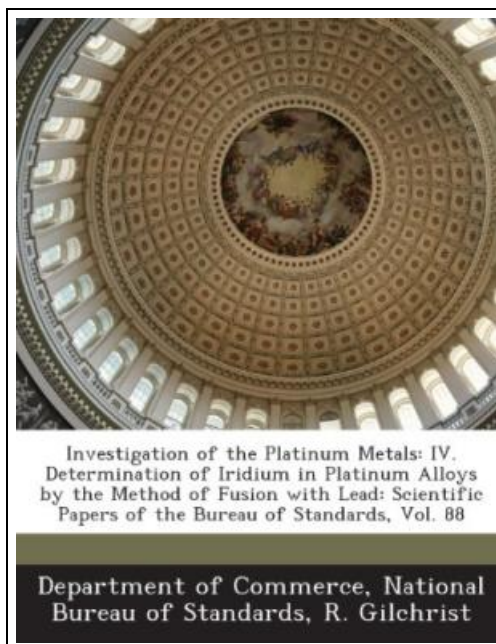 Investigation of the Platinum Metals: IV.
Determination of Iridium in Platinum Alloys
by the Method of Fusion with Lead: Scientific
Papers of the Bureau of Standards, Vol. 88
Department of Commerce, National
Bureau of Standards, R. Gilchrist